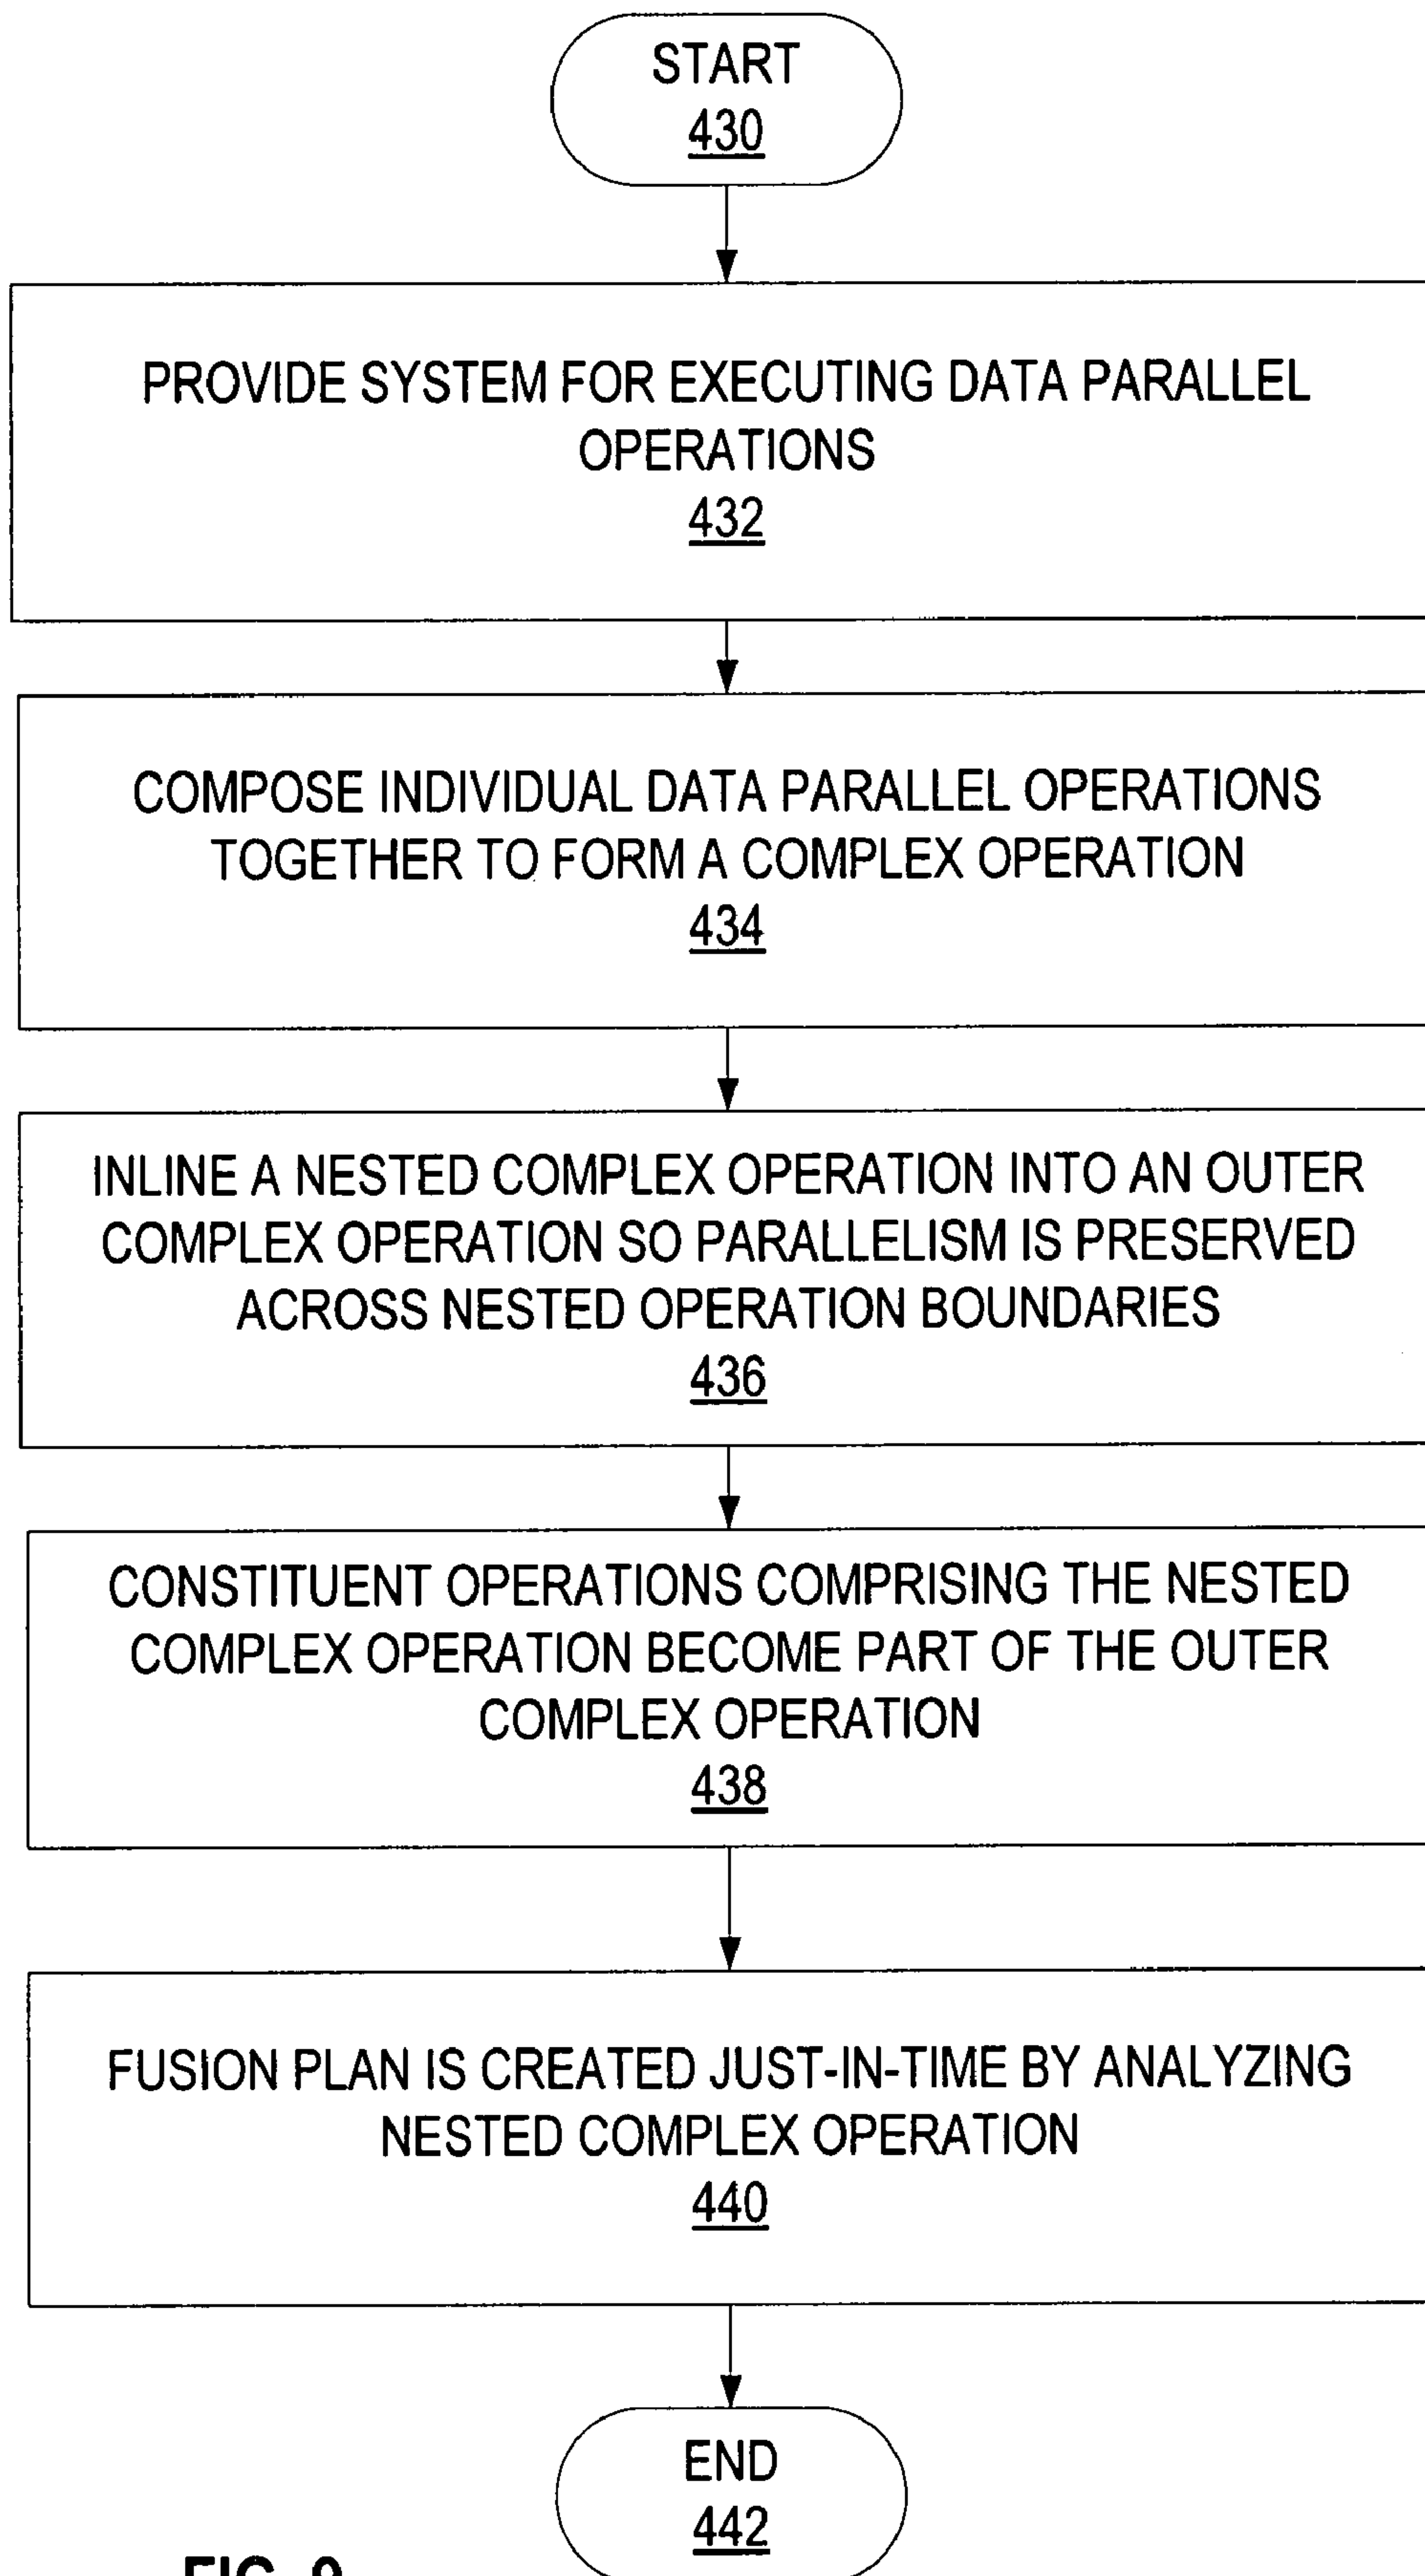 START
430
PROVIDE SYSTEM FOR EXECUTING DATA PARALLEL
OPERATIONS
432
COMPOSE INDIVIDUAL DATA PARALLEL OPERATIONS
TOGETHER TO FORM A COMPLEX OPERATION
434
INLINE A NESTED COMPLEX OPERATION INTO AN OUTER
COMPLEX OPERATION SO PARALLELISM IS PRESERVED
ACROSS NESTED OPERATION BOUNDARIES
436
CONSTITUENT OPERATIONS COMPRISING THE NESTED
COMPLEX OPERATION BECOME PART OF THE OUTER
COMPLEX OPERATION
438
FUSION PLAN IS CREATED JUST-IN-TIME BY ANALYZING
NESTED COMPLEX OPERATION
440
END
442
FIG.